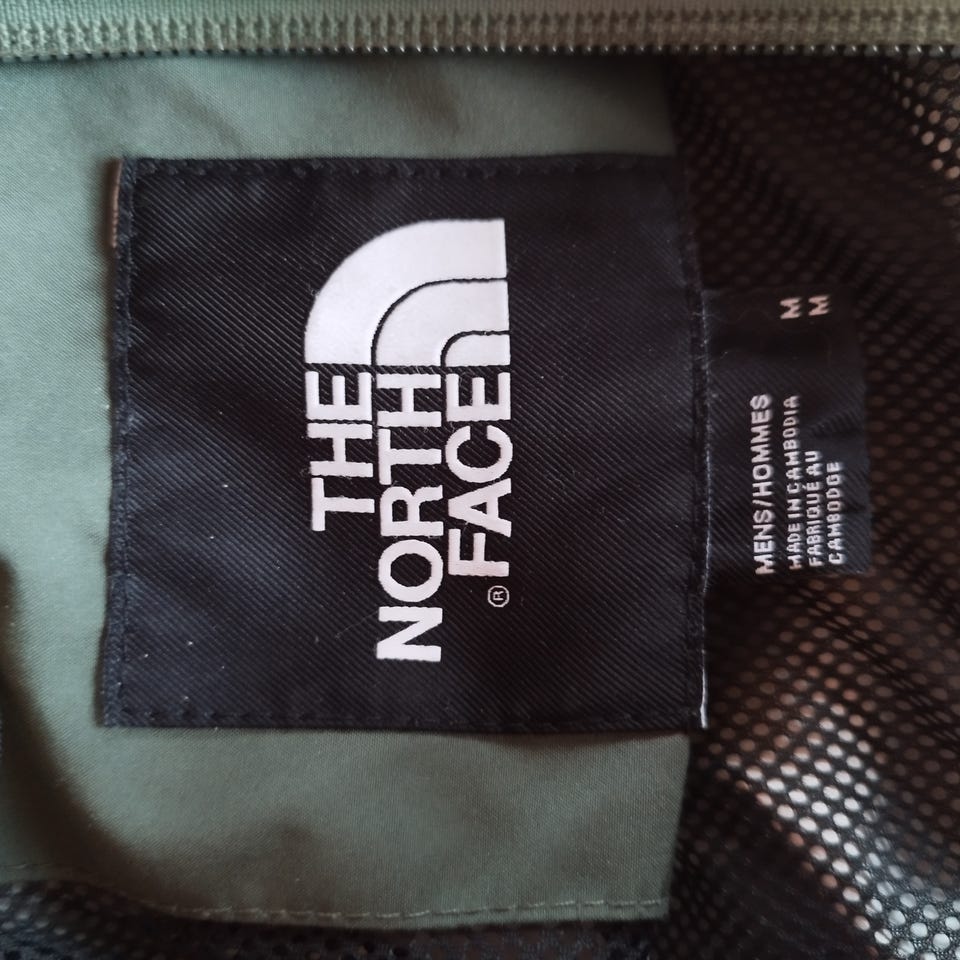 THE
NORTH
FACE
®
M
M
MENS/HOMMES
MADE IN CAMBODIA
FABRIQUÉ AU
CAMBODGE